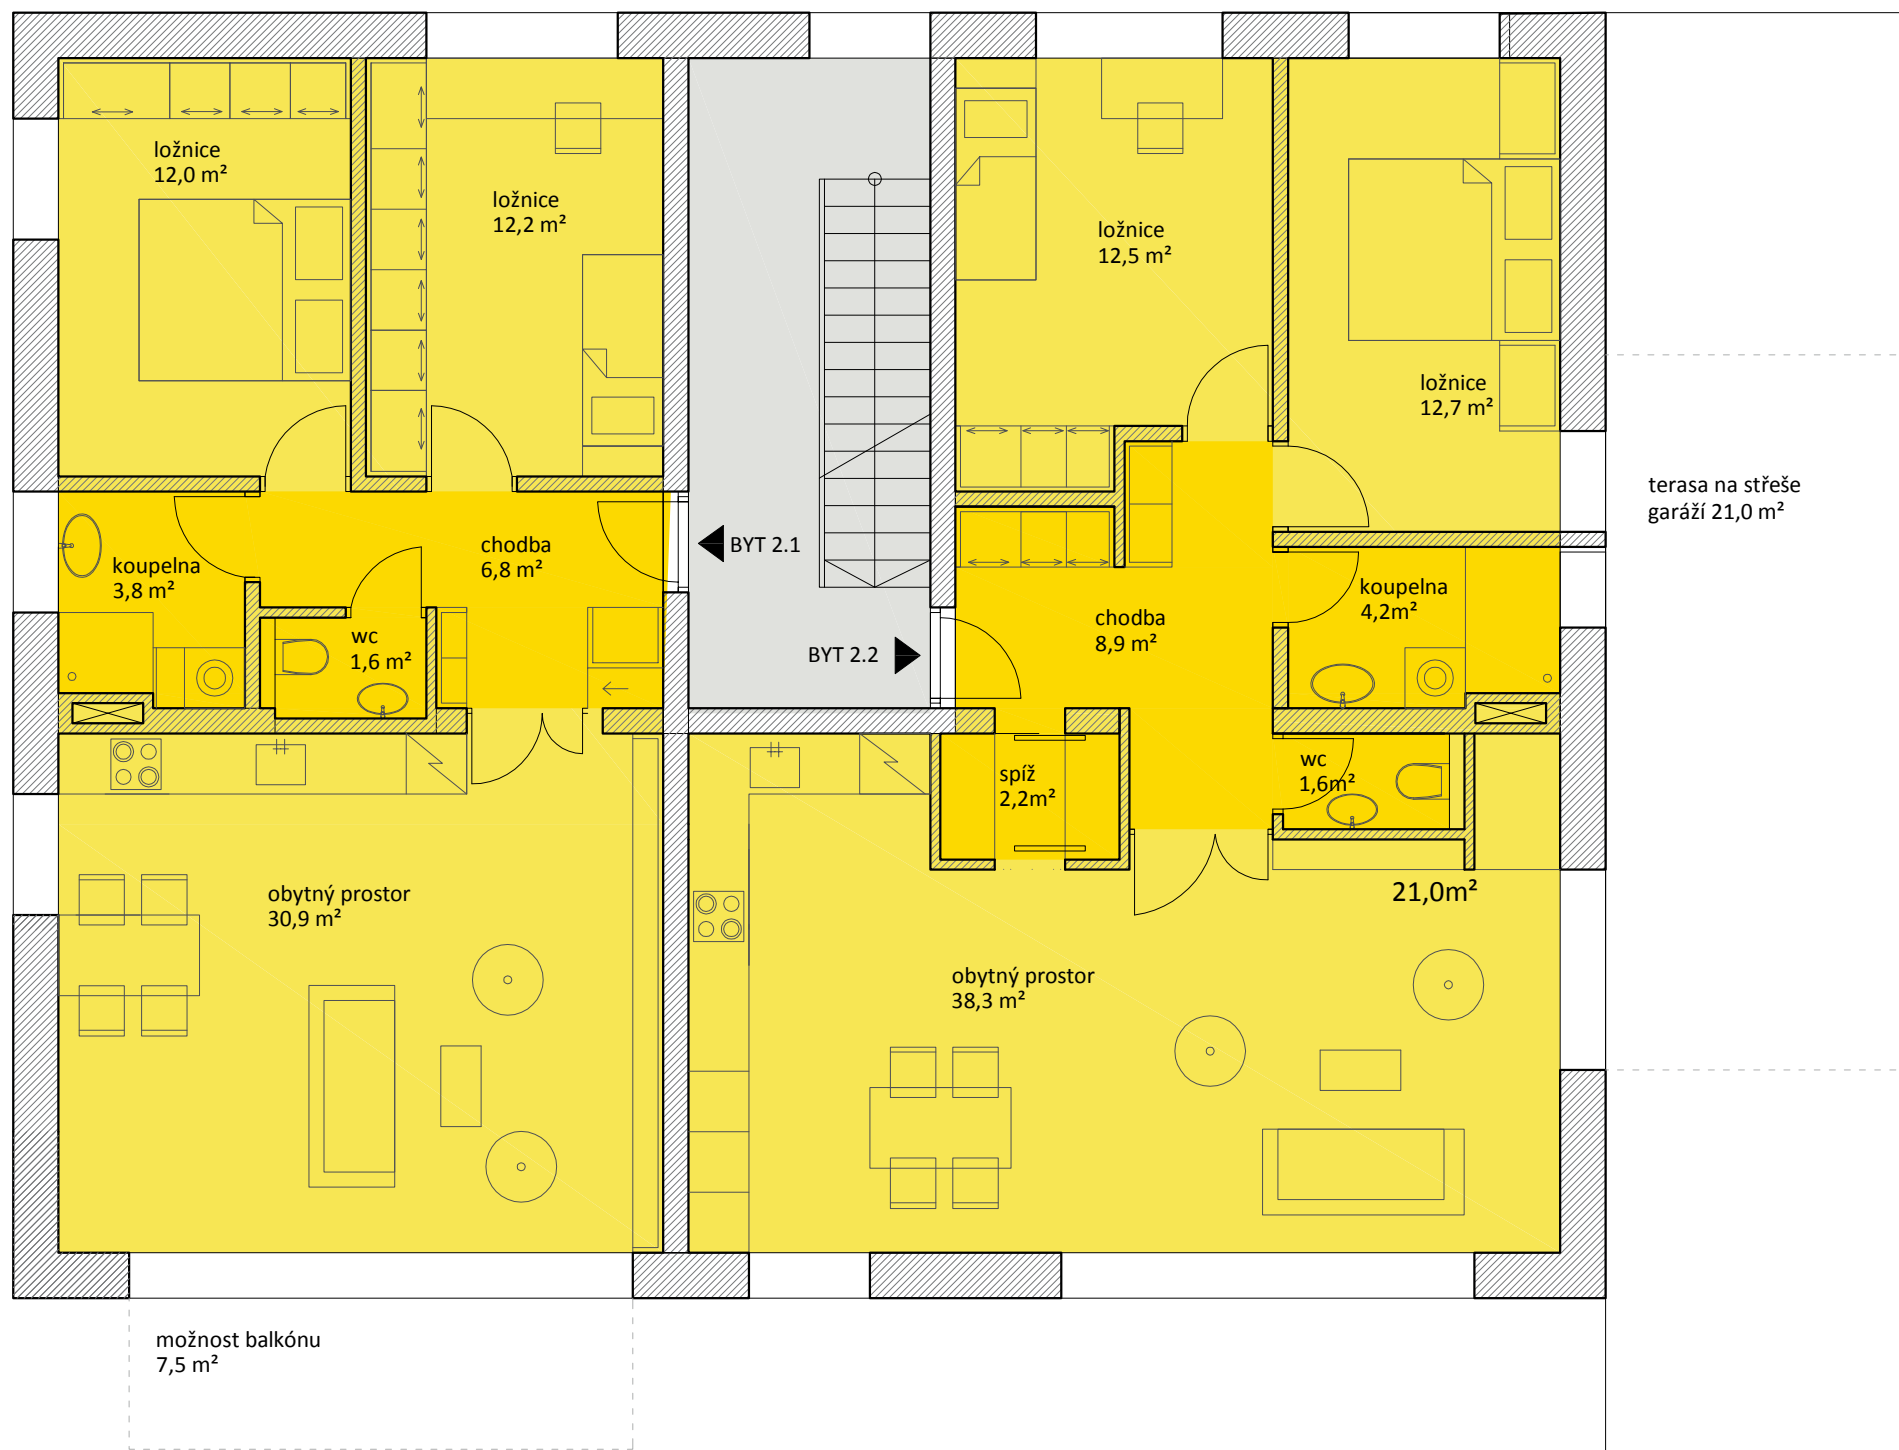 ložnice
12,0 m²
ložnice
12,2 m²
ložnice
12,5 m²
ložnice
12,7 m²
terasa na střeše
garáží 21,0 m²
koupelna
3,8 m²
chodba
6,8 m²
BYT 2.1
wc
1,6 m²
BYT 2.2
chodba
8,9 m²
koupelna
4,2m²
spíž
2,2m²
wc
1,6m²
21,0m²
obytný prostor
30,9 m²
obytný prostor
38,3 m²
možnost balkónu
7,5 m²